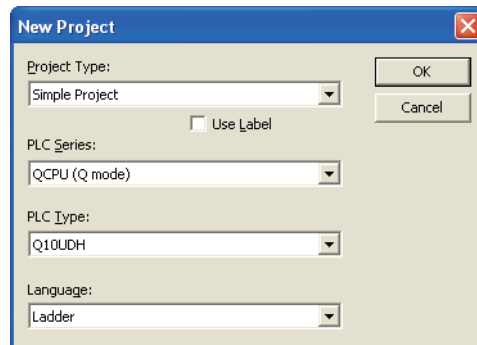 New Project
Project Type:
OK
Simple Project
Cancel
Use Label
PLC Series:
QCPU (Q mode)
PLC Type:
Q10UDH
Language:
Ladder